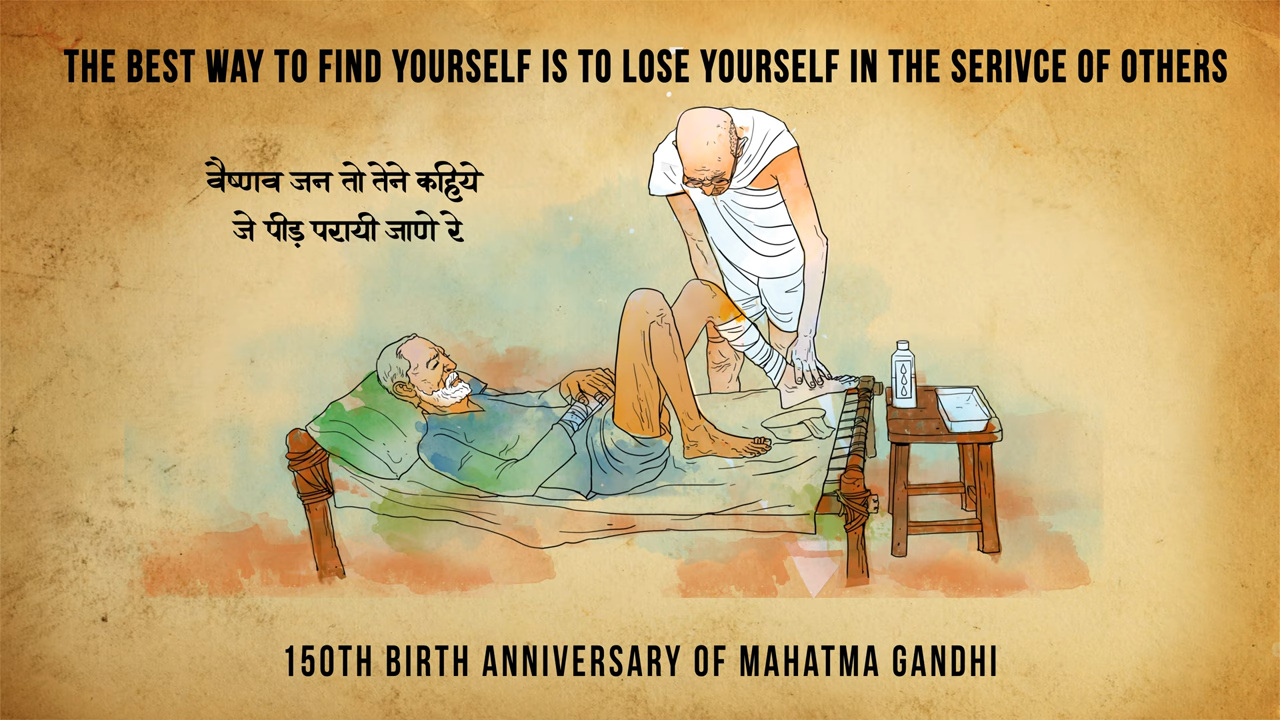 THE BEST WAY TO FIND YOURSELF IS TO LOSE YOURSELF IN THE SERIVCE OF OTHERS
वैष्णव जन तो तेने कहिये
जे पीड़ परायी जाणे रे
150TH BIRTH ANNIVERSARY OF MAHATMA GANDHI